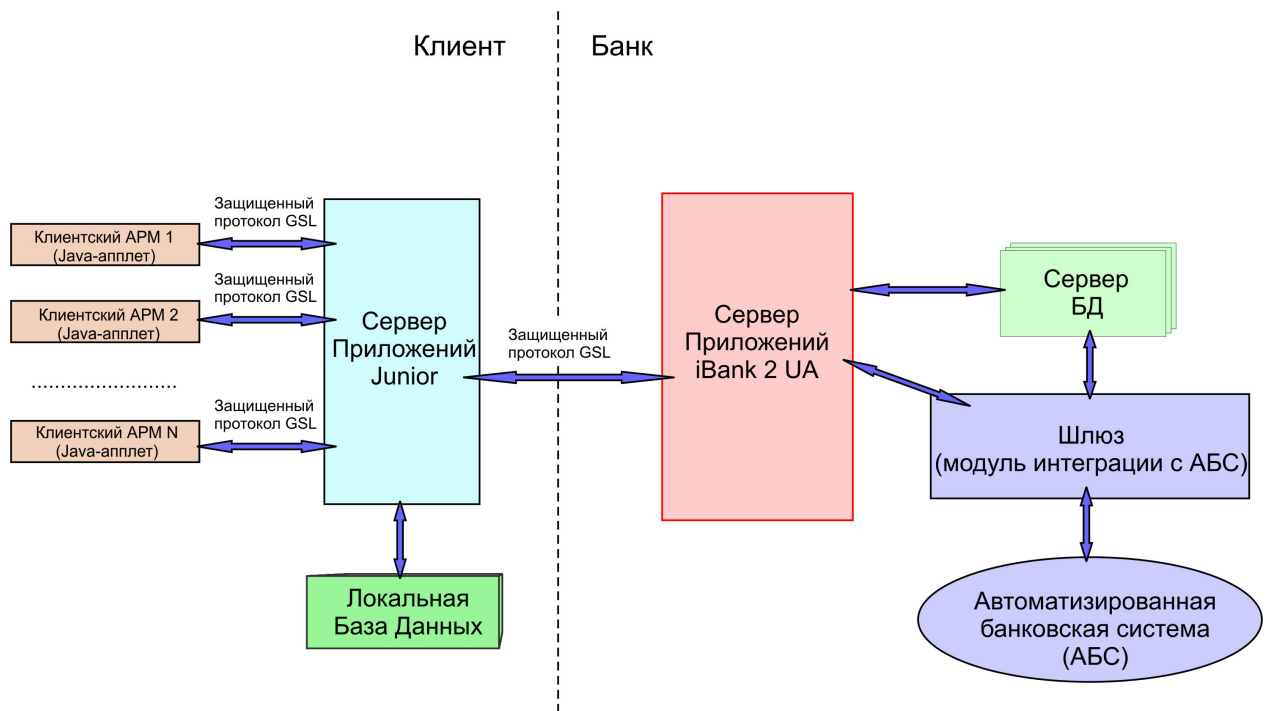 Клиент
Банк
Защищенный
протокол GSL
Клиентский АРМ 1
(Java-апплет)
Защищенный
протокол GSL
Клиентский АРМ 2
(Java-апплет)
.........................
Защищенный
протокол GSL
Клиентский АРМ N
(Java-апплет)
Сервер
Приложений
Junior
Локальная
База Данных
Защищенный
протокол GSL
Сервер
Приложений
iBank 2 UA
Сервер
БД
Шлюз
(модуль интеграции с АБС)
Автоматизированная
банковская система
(АБС)